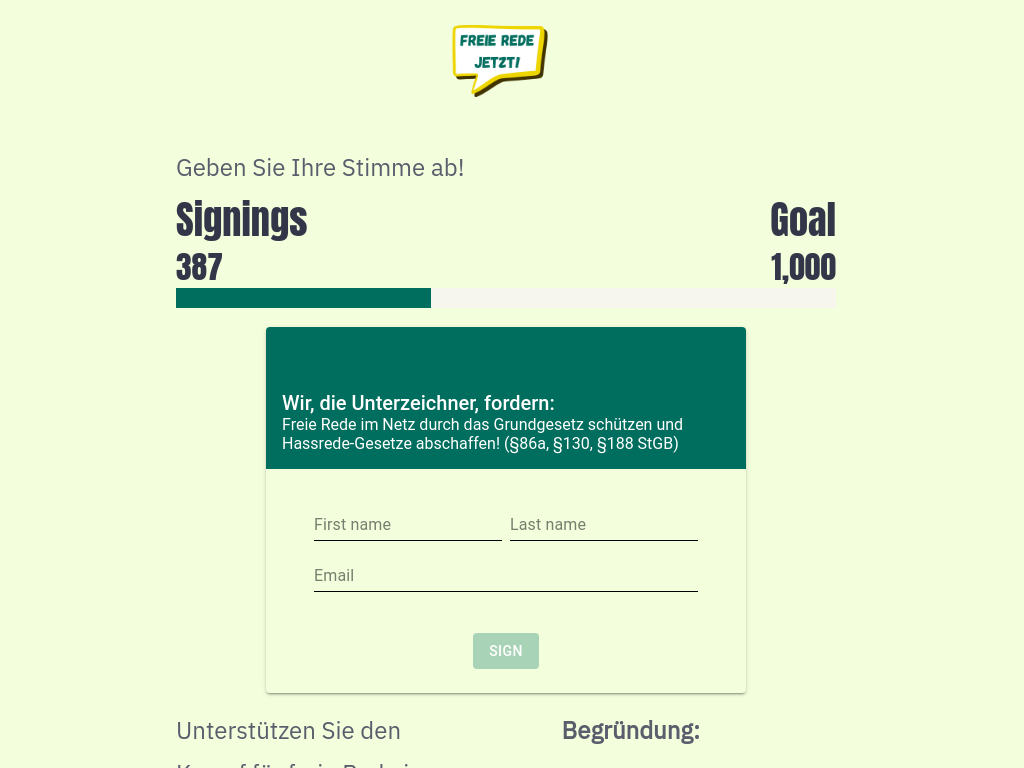 FREIE REDE
JETZT!
Geben Sie Ihre Stimme ab!
Signings
Goal
387
1,000
Wir, die Unterzeichner, fordern:
Freie Rede im Netz durch das Grundgesetz schützen und
Hassrede-Gesetze abschaffen! (§86a, §130, §188 StGB)
First name
Last name
Email
SIGN
Unterstützen Sie den
Begründung: